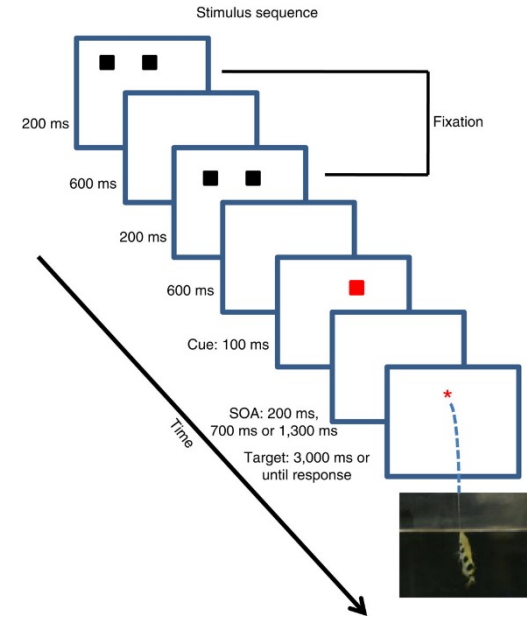 Stimulus sequence
200 ms
Fixation
600 ms
200 ms
600 ms
Cue: 100 ms
SOA: 200 ms,
700 ms or 1,300 ms
Target: 3,000 ms or
until response
*
Time